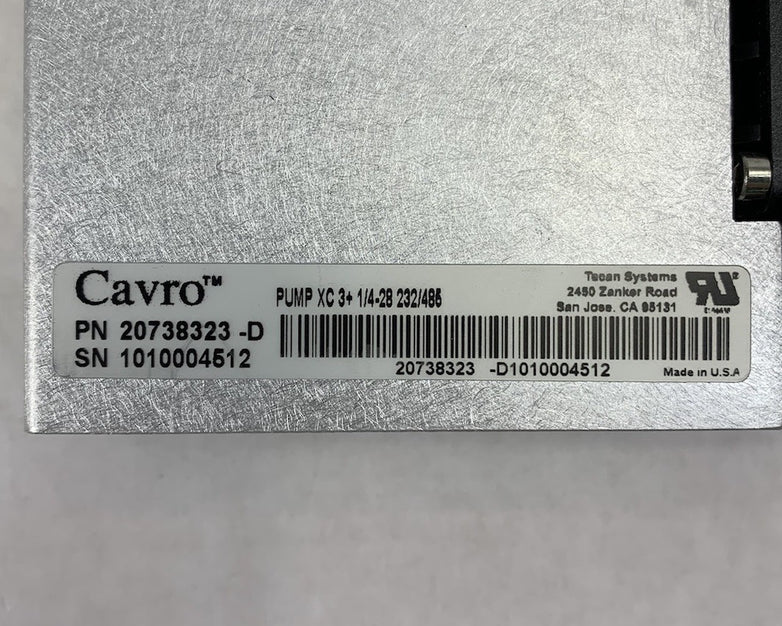 Cavro™
PUMP XC 3+ 1/4-28 232/485
PN 20738323 -D
SN 1010004512
Tecan Systems
2450 Zanker Road
San Jose, CA 95131
20738323 -D1010004512
Made in U.S.A